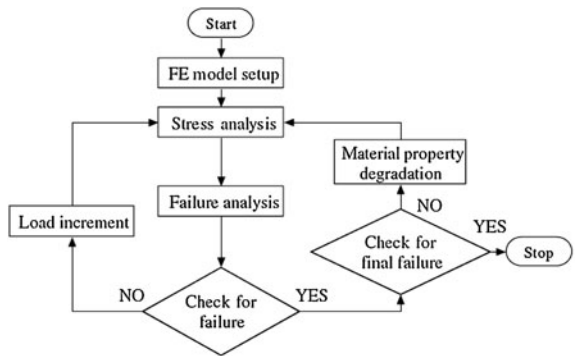 Start
FE model setup
Stress analysis
Material property
degradation
Failure analysis
Load increment
NO
YES
Check for
final failure
Stop
NO
YES
Check for
failure